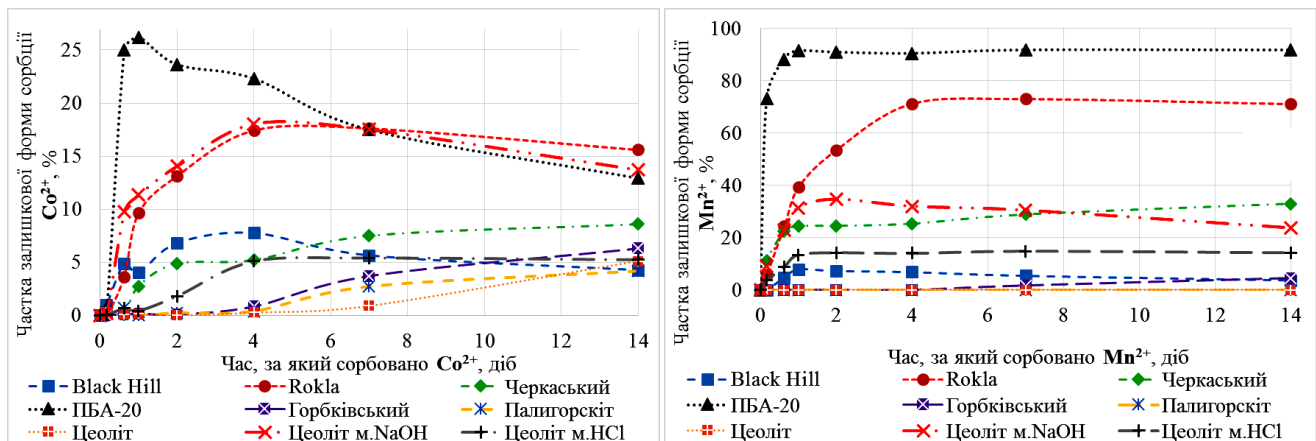 Частка залишкової форми сорбції
Co²⁺, %
25
20
15
10
5
0
0 2 4 6 8 10 12 14
Час, за який сорбовано Co²⁺, діб
Black Hill Rokla Черкаський
ПБА-20 Горбківський Палигорскіт
Цеоліт Цеоліт м.NaOH Цеоліт м.HCl
Частка залишкової форми сорбції
Mn²⁺, %
100
80
60
40
20
0
0 2 4 6 8 10 12 14
Час, за який сорбовано Mn²⁺, діб
Black Hill Rokla Черкаський
ПБА-20 Горбківський Палигорскіт
Цеоліт Цеоліт м.NaOH Цеоліт м.HCl